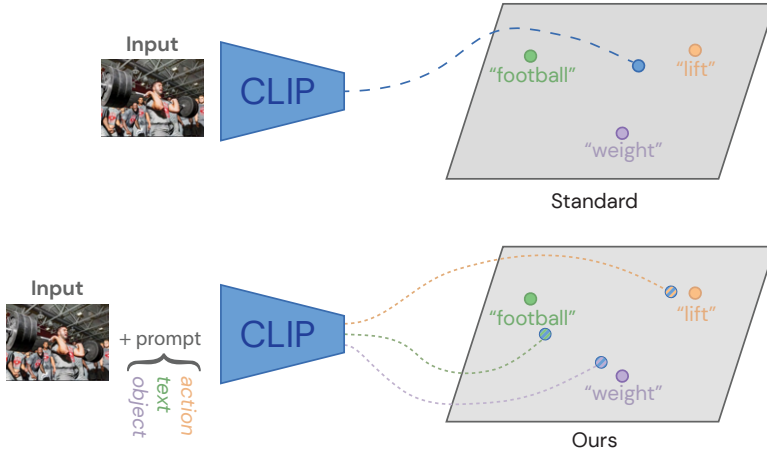 Input
CLIP
“football”
“lift”
“weight”
Standard
Input
+ prompt
object
text
action
CLIP
“football”
“lift”
“weight”
Ours